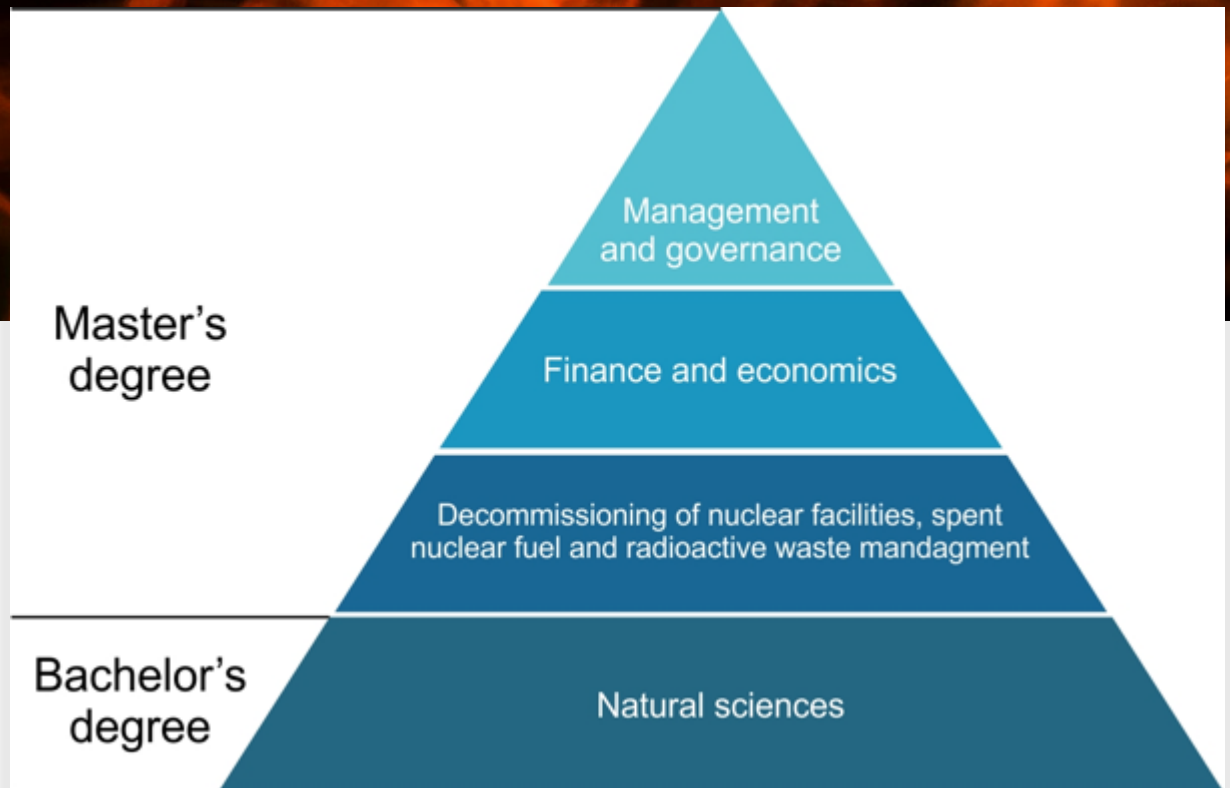 Management
and governance
Master's
degree
Finance and economics
Decommissioning of nuclear facilities, spent
nuclear fuel and radioactive waste mandagment
Bachelor's
degree
Natural sciences